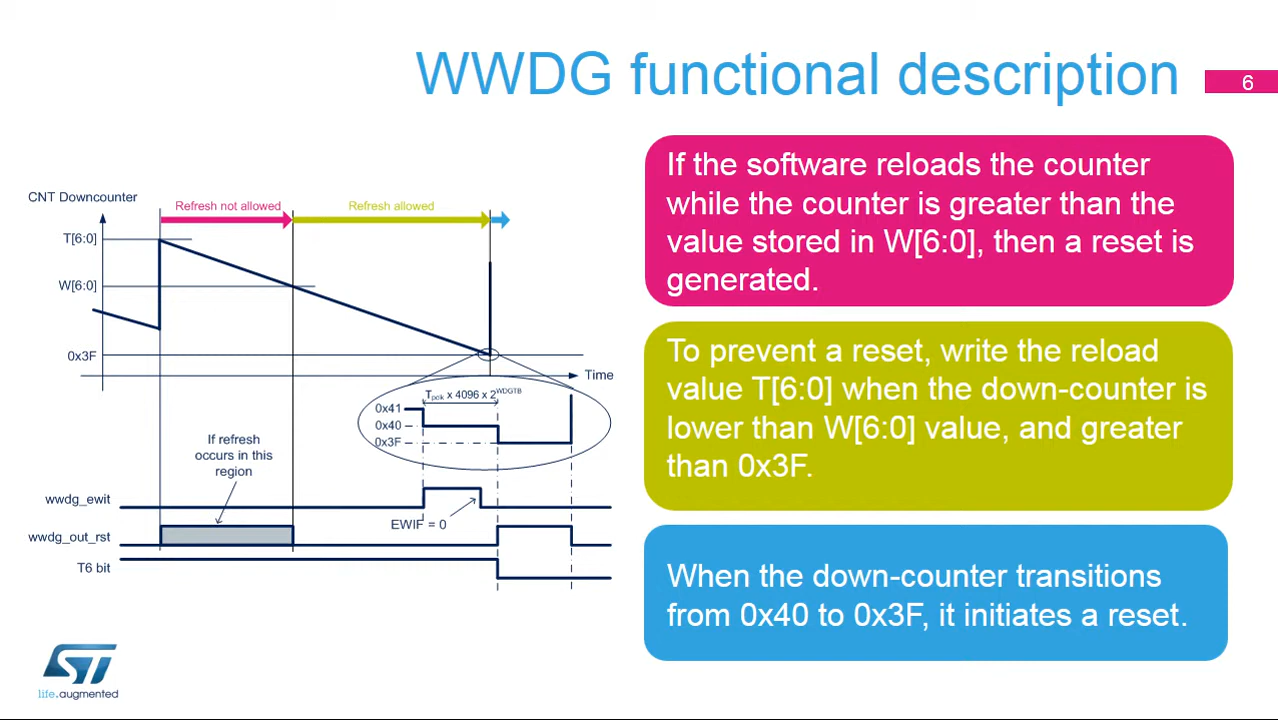 WWDG functional description
6
CNT Downcounter
Refresh not allowed
Refresh allowed
T[6:0]
W[6:0]
0x3F
Time
Tpclk x 4096 x 2WDGTB
0x41
0x40
0x3F
If refresh
occurs in this
region
wwdg_ewit
EWIF = 0
wwdg_out_rst
T6 bit
If the software reloads the counter
while the counter is greater than the
value stored in W[6:0], then a reset is
generated.
To prevent a reset, write the reload
value T[6:0] when the down-counter is
lower than W[6:0] value, and greater
than 0x3F.
When the down-counter transitions
from 0x40 to 0x3F, it initiates a reset.
ST
life.augmented